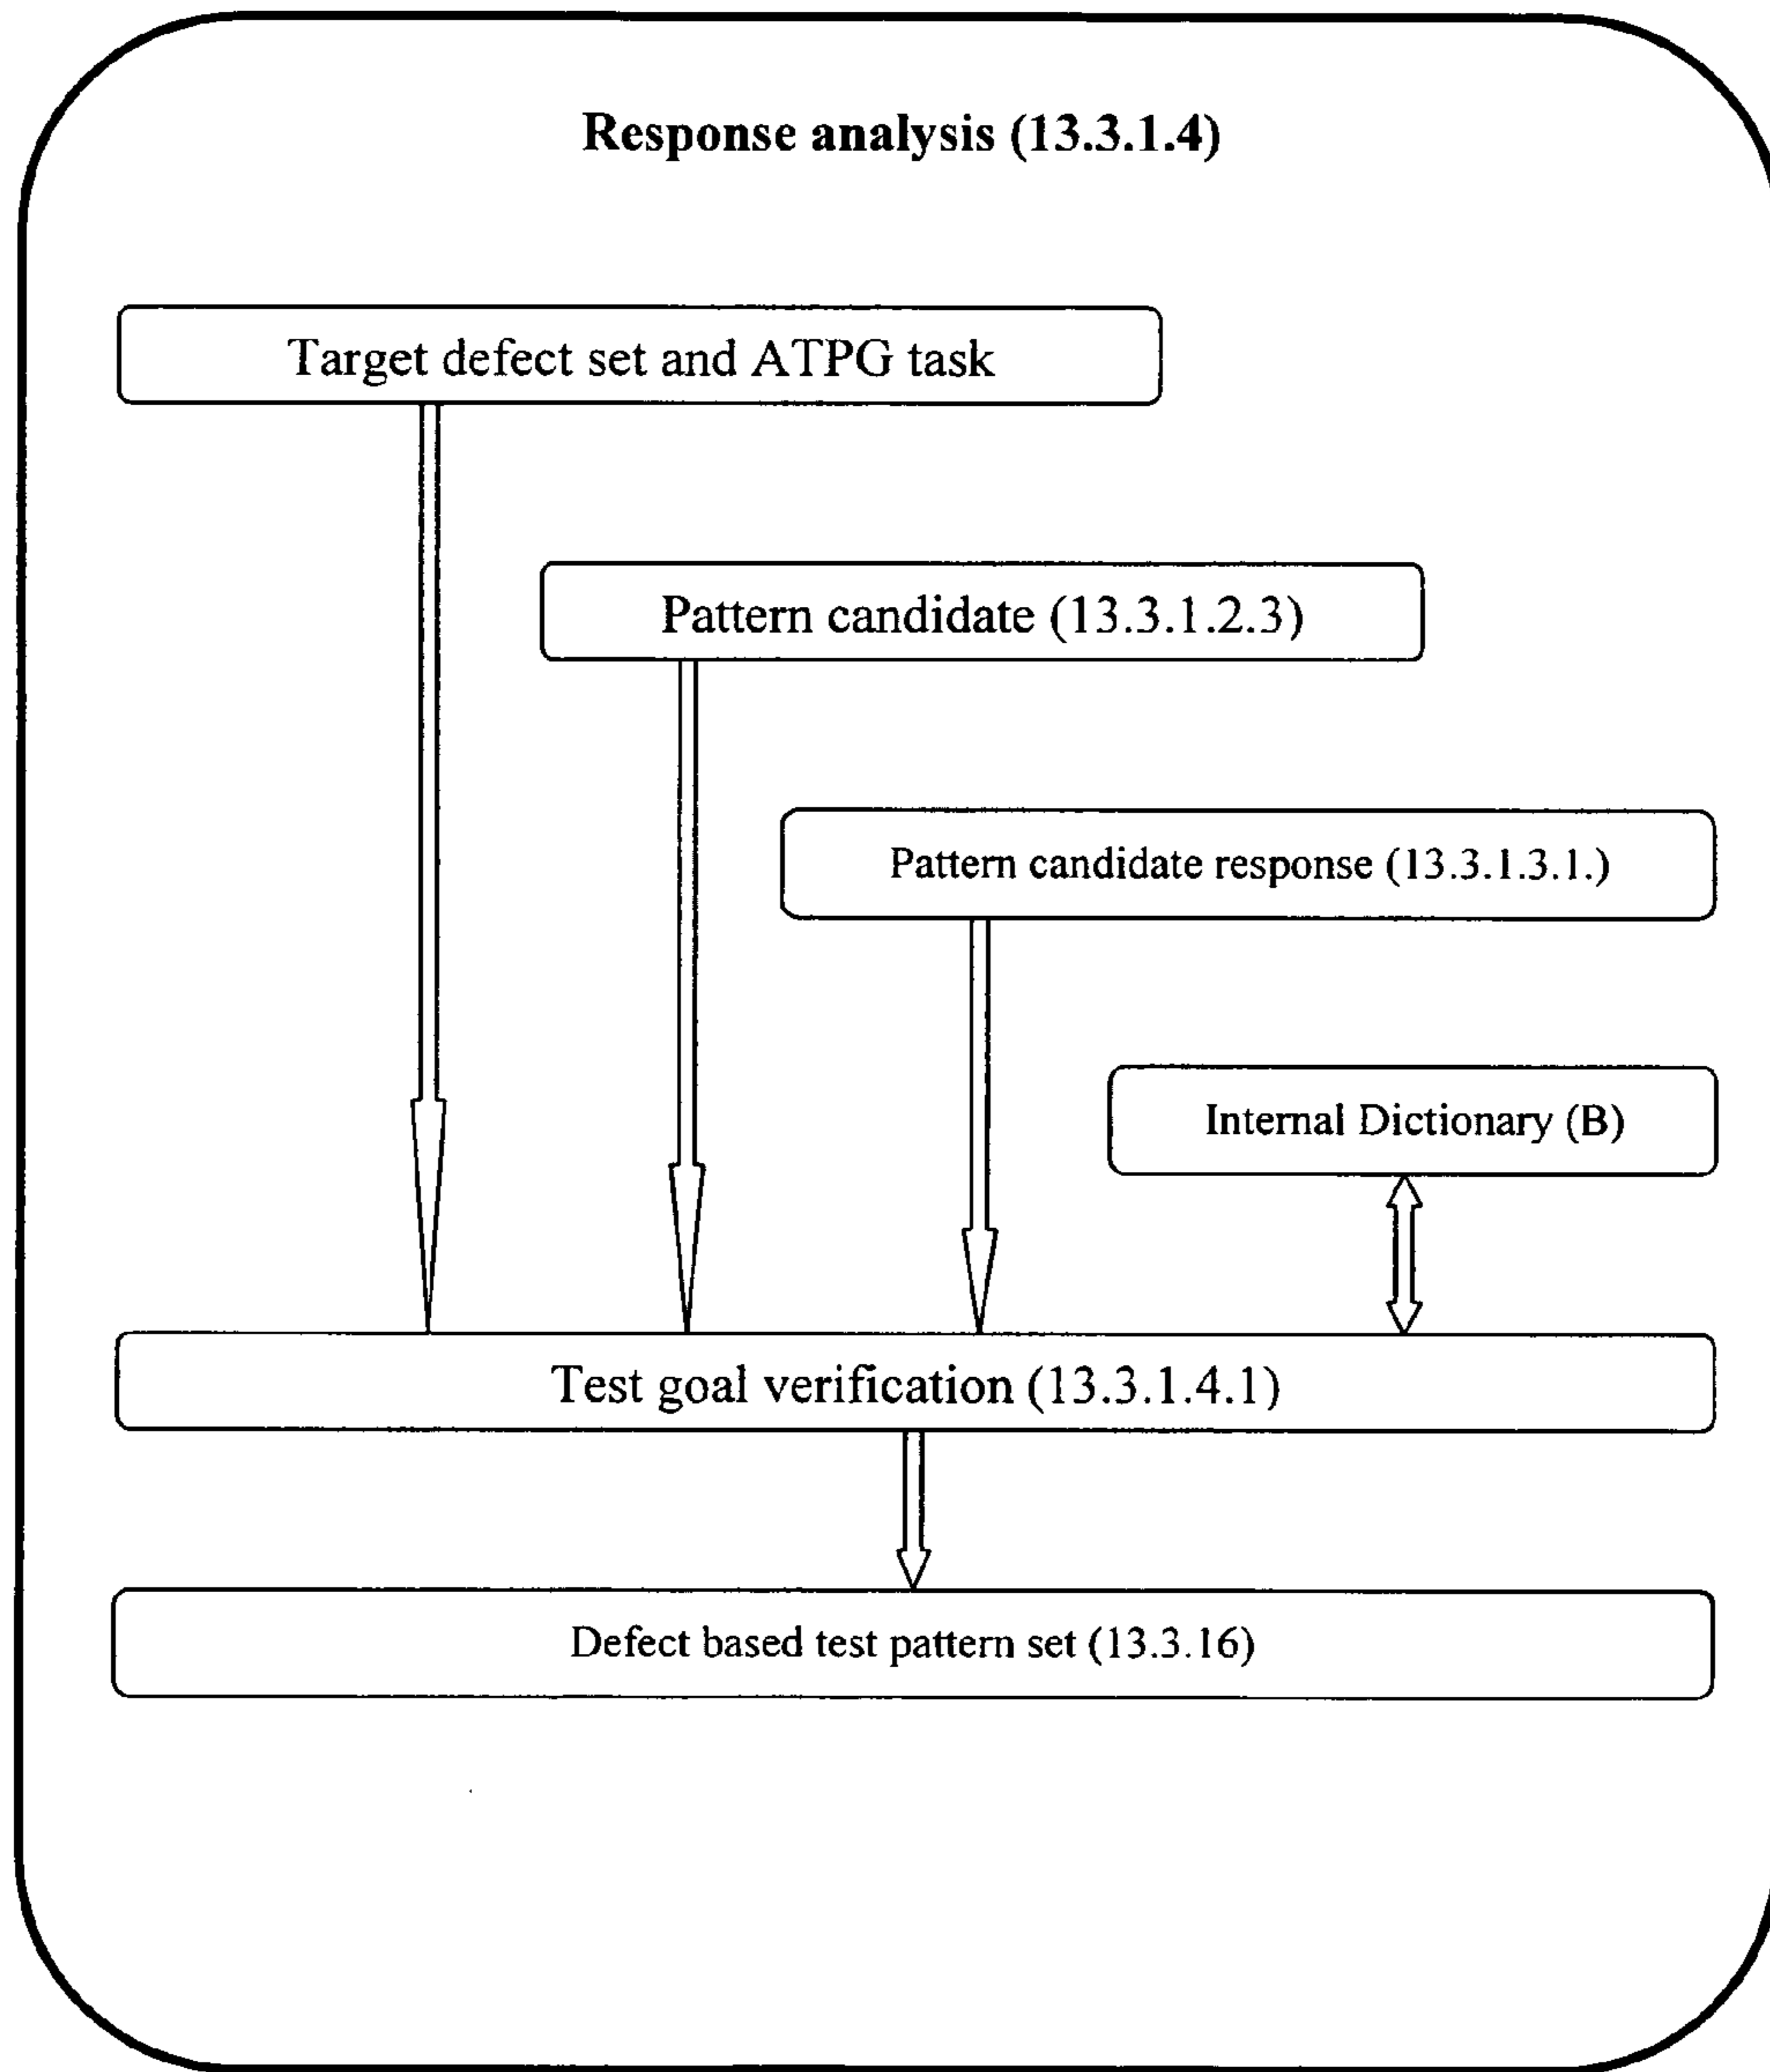 Response analysis (13.3.1.4)
Target defect set and ATPG task
Pattern candidate (13.3.1.2.3)
Pattern candidate response (13.3.1.3.1.)
Internal Dictionary (B)
Test goal verification (13.3.1.4.1)
Defect based test pattern set (13.3.16)